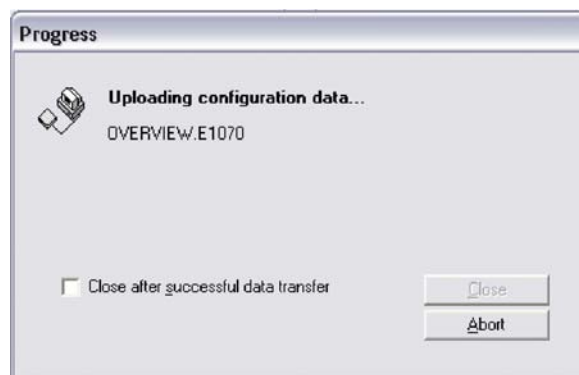 Progress
Uploading configuration data...
OVERVIEW.E1070
Close after successful data transfer
Close
Abort